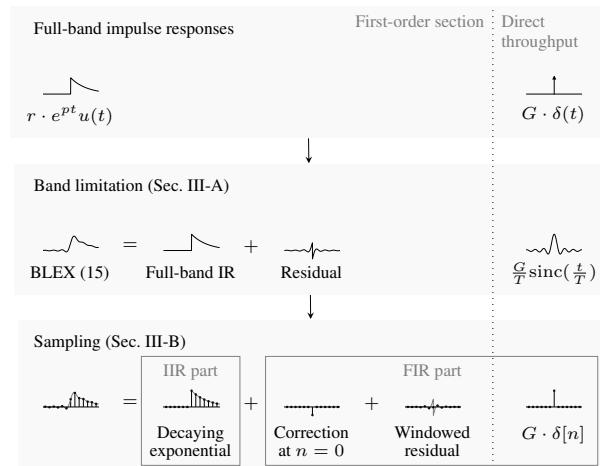 Full-band impulse responses
First-order section
Direct
throughput
r · e^{pt}u(t)
G · δ(t)
Band limitation (Sec. III-A)
=
+
BLEX (15)
Full-band IR
Residual
G/T sinc(t/T)
Sampling (Sec. III-B)
IIR part
FIR part
=
+
+
Decaying
exponential
Correction
at n = 0
Windowed
residual
G · δ[n]